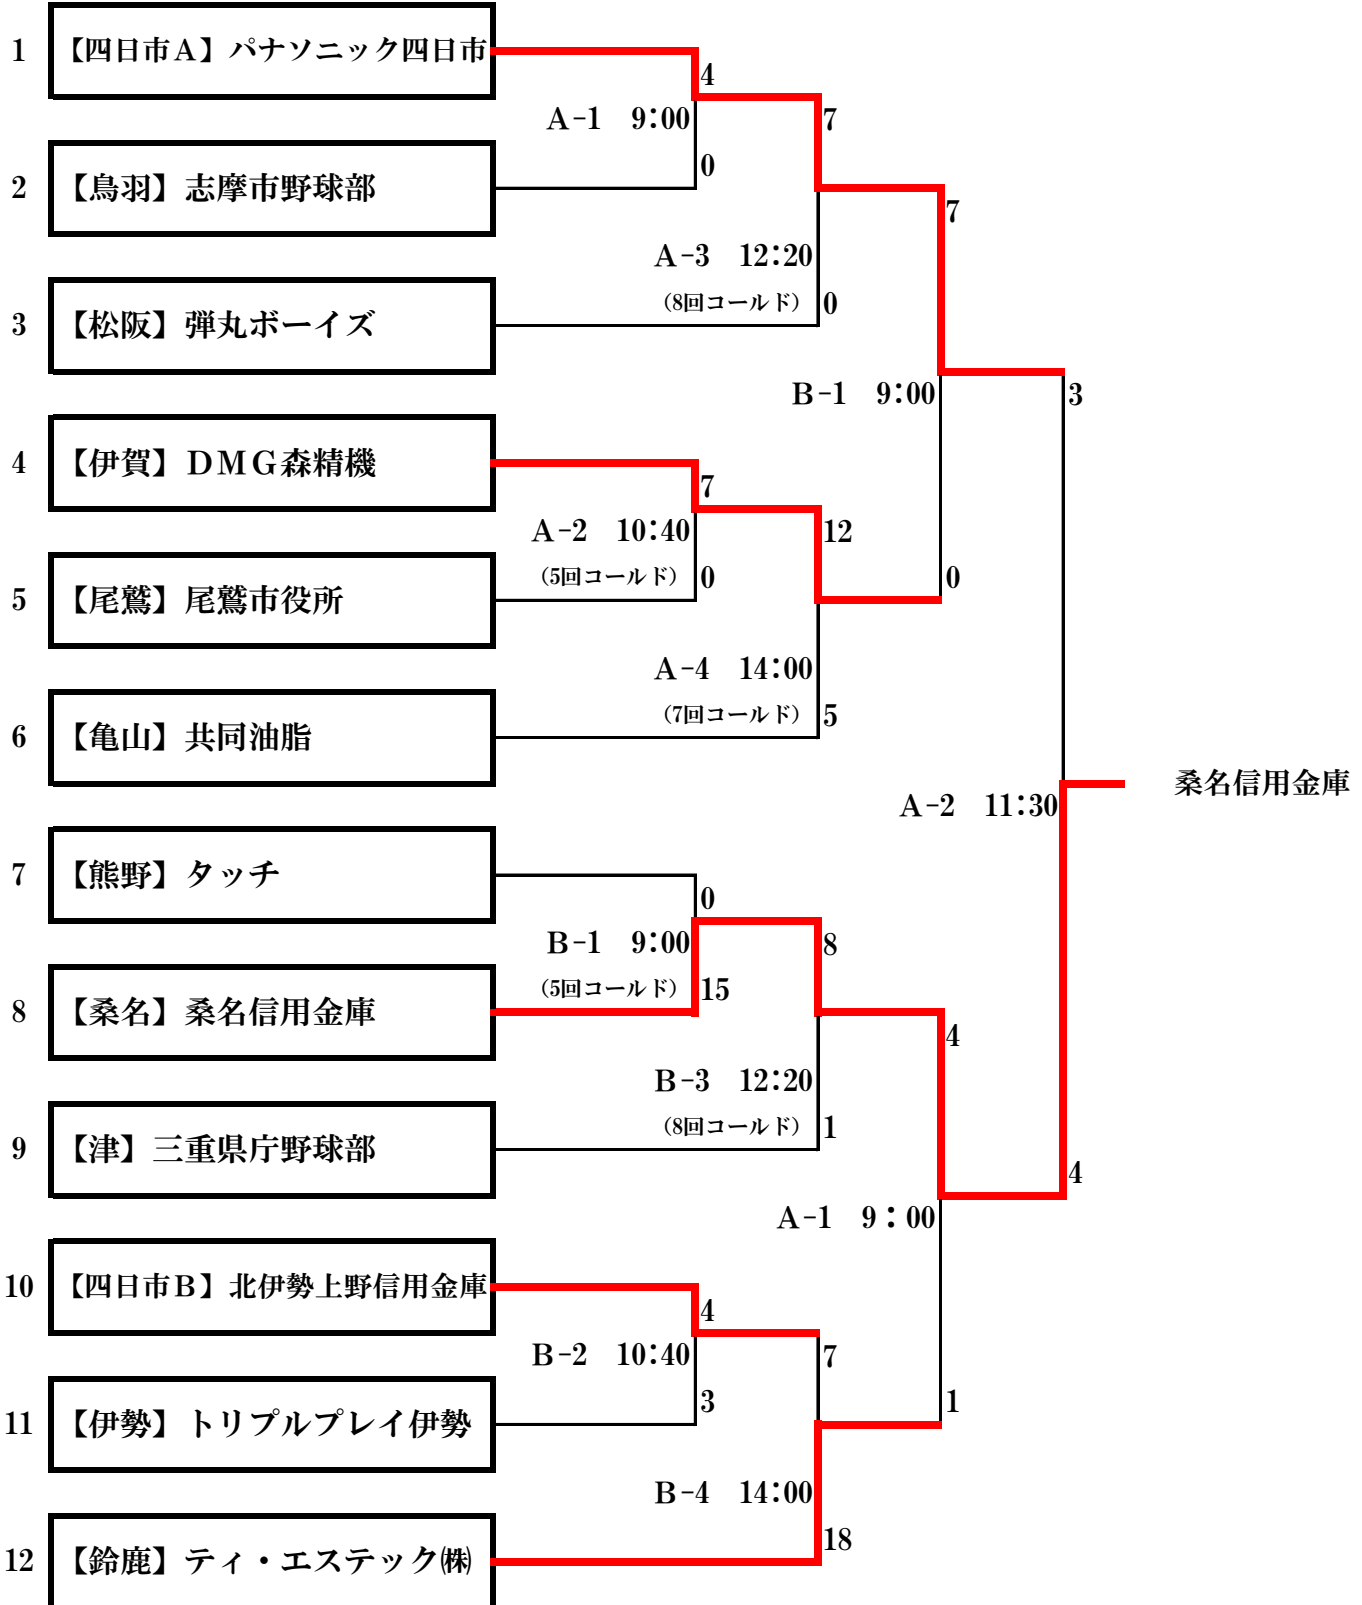 1 【四日市Ａ】パナソニック四日市
4
A-1 9:00
7
0
2 【鳥羽】志摩市野球部
7
A-3 12:20
（8回コールド）
0
3 【松阪】弾丸ボーイズ
B-1 9:00
3
4 【伊賀】ＤＭＧ森精機
7
A-2 10:40
12
（5回コールド）
0
0
5 【尾鷲】尾鷲市役所
A-4 14:00
（7回コールド）
5
6 【亀山】共同油脂
桑名信用金庫
A-2 11:30
7 【熊野】タッチ
0
B-1 9:00
8
（5回コールド）
15
8 【桑名】桑名信用金庫
4
B-3 12:20
（8回コールド）
1
9 【津】三重県庁野球部
4
A-1 9：00
10 【四日市Ｂ】北伊勢上野信用金庫
4
B-2 10:40
7
3
1
11 【伊勢】トリプルプレイ伊勢
B-4 14:00
18
12 【鈴鹿】ティ・エステック㈱